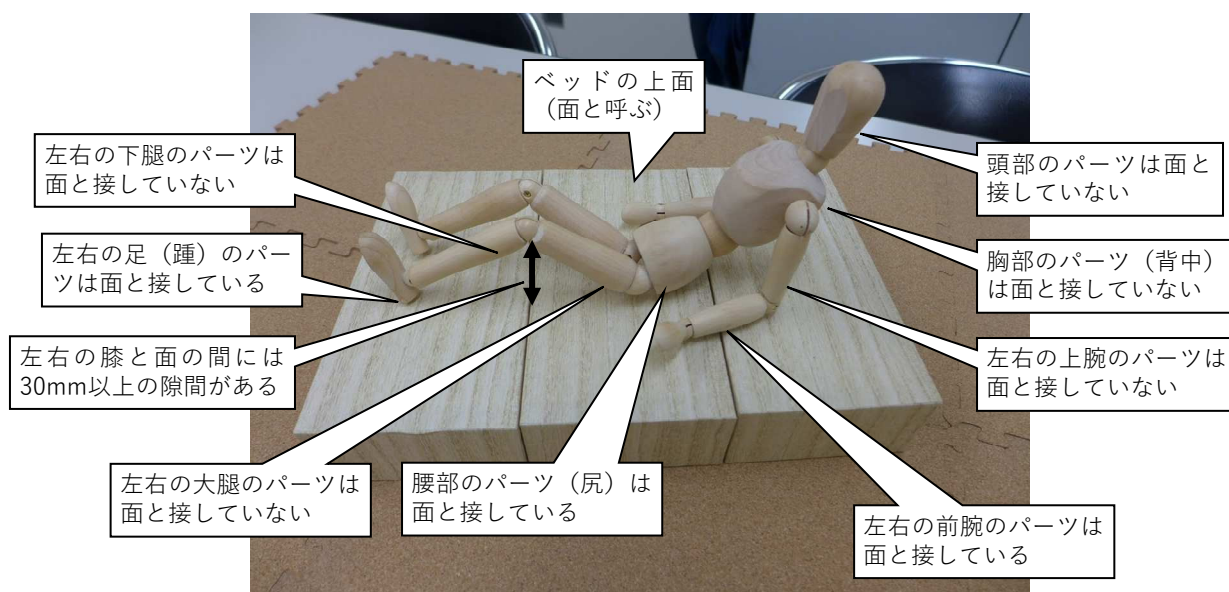 ベッドの上面
（面と呼ぶ）
左右の下腿のパーツは
面と接していない
頭部のパーツは面と
接していない
左右の足（踵）のパー
ツは面と接している
胸部のパーツ（背中）
は面と接していない
左右の膝と面の間には
30mm以上の隙間がある
左右の上腕のパーツは
面と接していない
左右の大腿のパーツは
面と接していない
腰部のパーツ（尻）は
面と接している
左右の前腕のパーツは
面と接している